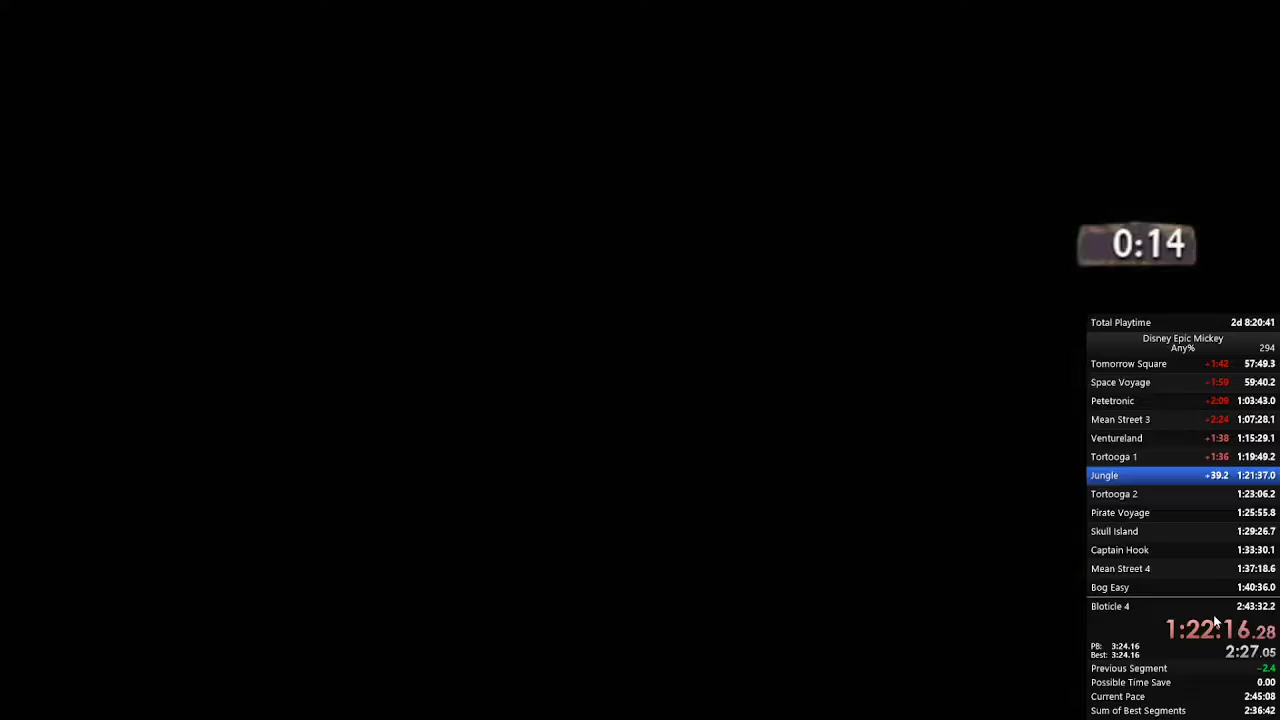 0:14
Total Playtime 2d 8:20:41
Disney Epic Mickey
Any% 294
Tomorrow Square +1:42 57:49.3
Space Voyage +1:59 59:40.2
Petetronic +2:09 1:03:43.0
Mean Street 3 +2:24 1:07:28.1
Ventureland +1:38 1:15:29.1
Tortooga 1 +1:36 1:19:49.2
Jungle +39.2 1:21:37.0
Tortooga 2 1:23:06.2
Pirate Voyage 1:25:55.8
Skull Island 1:29:26.7
Captain Hook 1:33:30.1
Mean Street 4 1:37:18.6
Bog Easy 1:40:36.0
Bloticle 4 2:43:32.2
1:22:16.28
PB: 3:24.16
Best: 3:24.16 2:27.05
Previous Segment -2.4
Possible Time Save 0.00
Current Pace 2:45:08
Sum of Best Segments 2:36:42